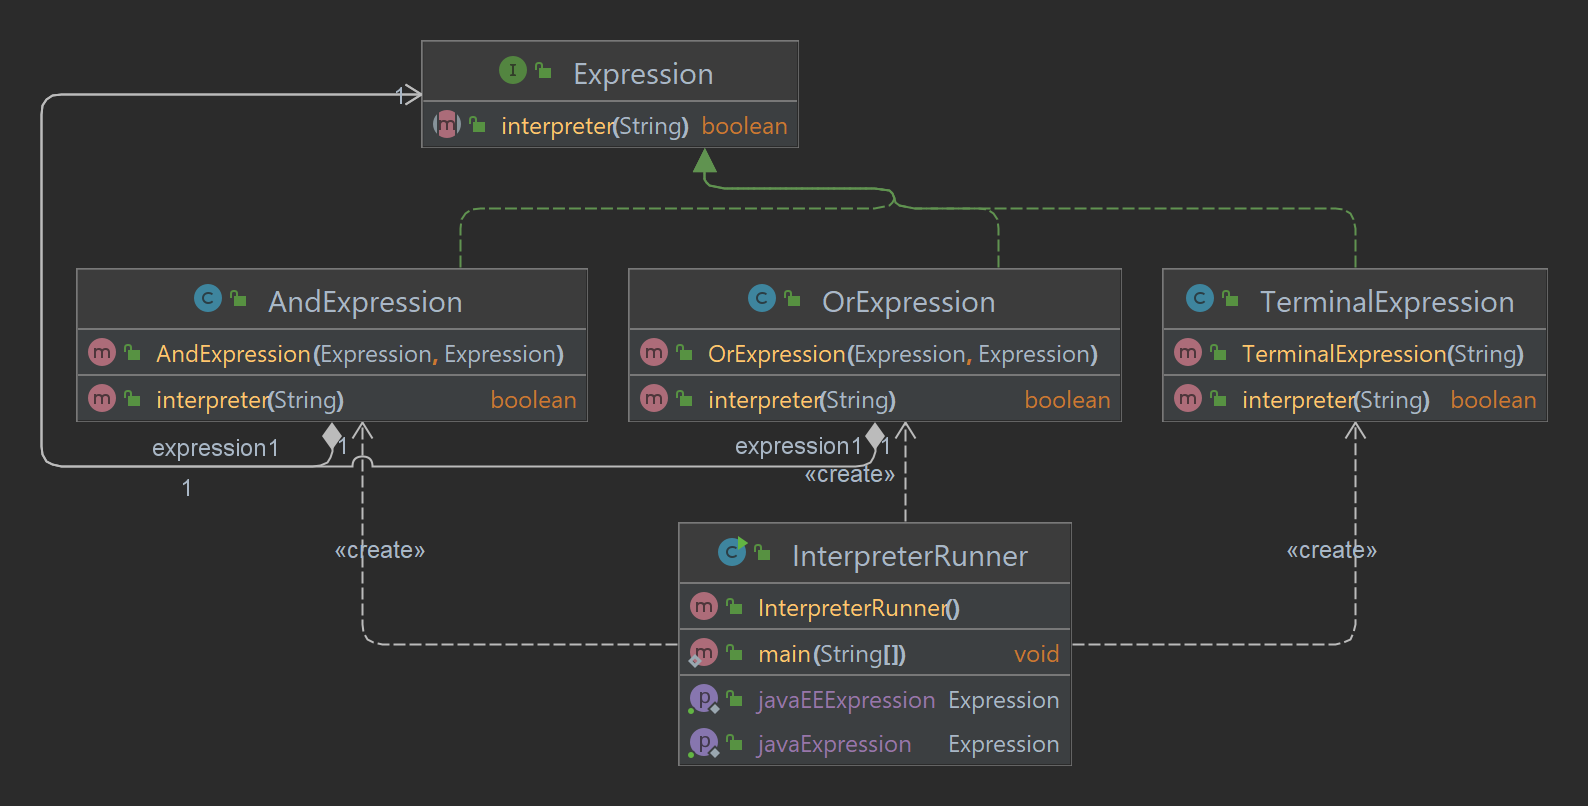 Expression
1
interpreter(String) boolean
AndExpression
AndExpression(Expression, Expression)
interpreter(String) boolean
OrExpression
OrExpression(Expression, Expression)
interpreter(String) boolean
TerminalExpression
TerminalExpression(String)
interpreter(String) boolean
expression1
1
1
expression1
1
«create»
«create»
«create»
InterpreterRunner
InterpreterRunner()
main(String[]) void
javaEEExpression Expression
javaExpression Expression